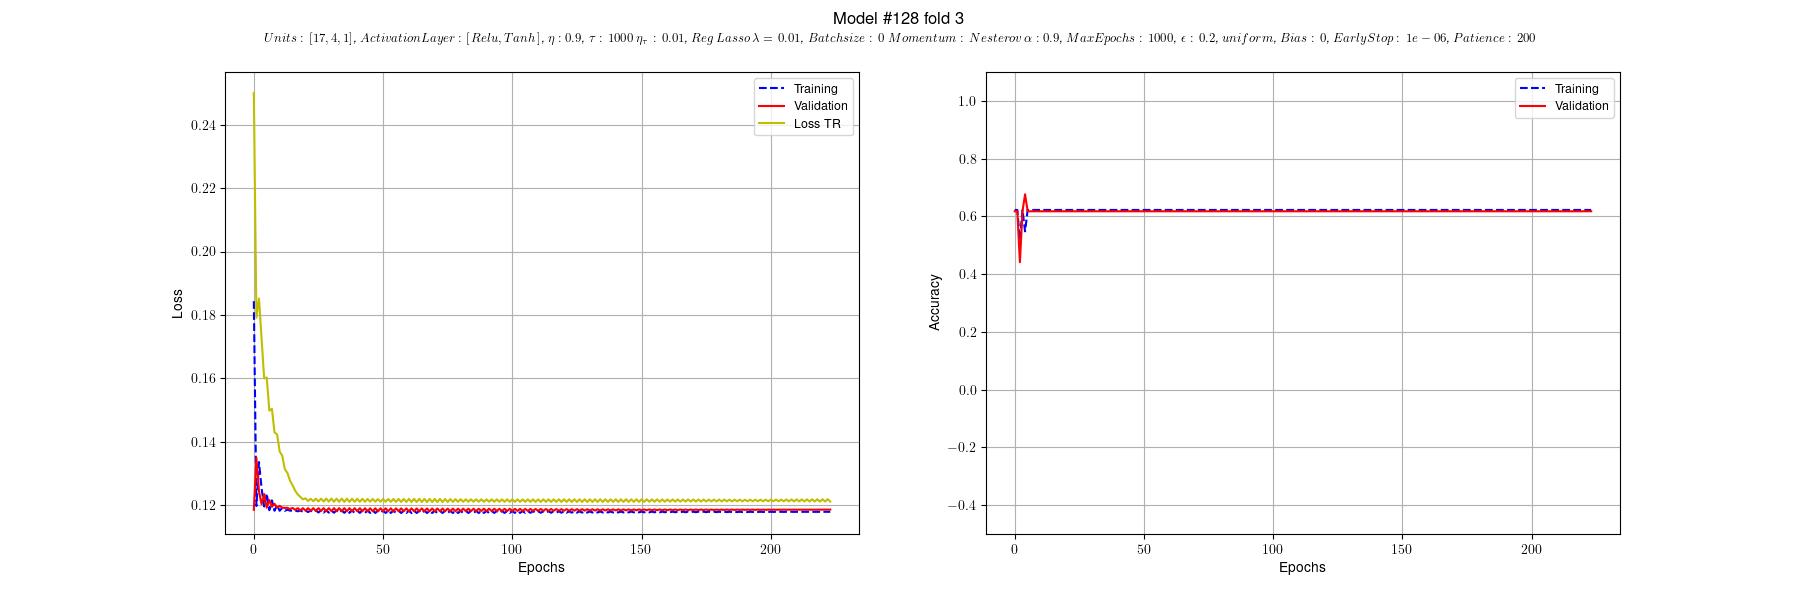 Model #128 fold 3
Units : [17, 4, 1], ActivationLayer : [Relu, Tanh], η : 0.9, τ : 1000 η_τ : 0.01, Reg Lasso λ = 0.01, Batchsize : 0 Momentum : Nesterov α : 0.9, MaxEpochs : 1000, ϵ : 0.2, uniform, Bias : 0, EarlyStop : 1e − 06, Patience : 200
Training
Validation
Loss TR
0.24
0.22
0.20
0.18
0.16
0.14
0.12
Loss
0
50
100
150
200
Epochs
Training
Validation
1.0
0.8
0.6
0.4
0.2
0.0
−0.2
−0.4
Accuracy
0
50
100
150
200
Epochs